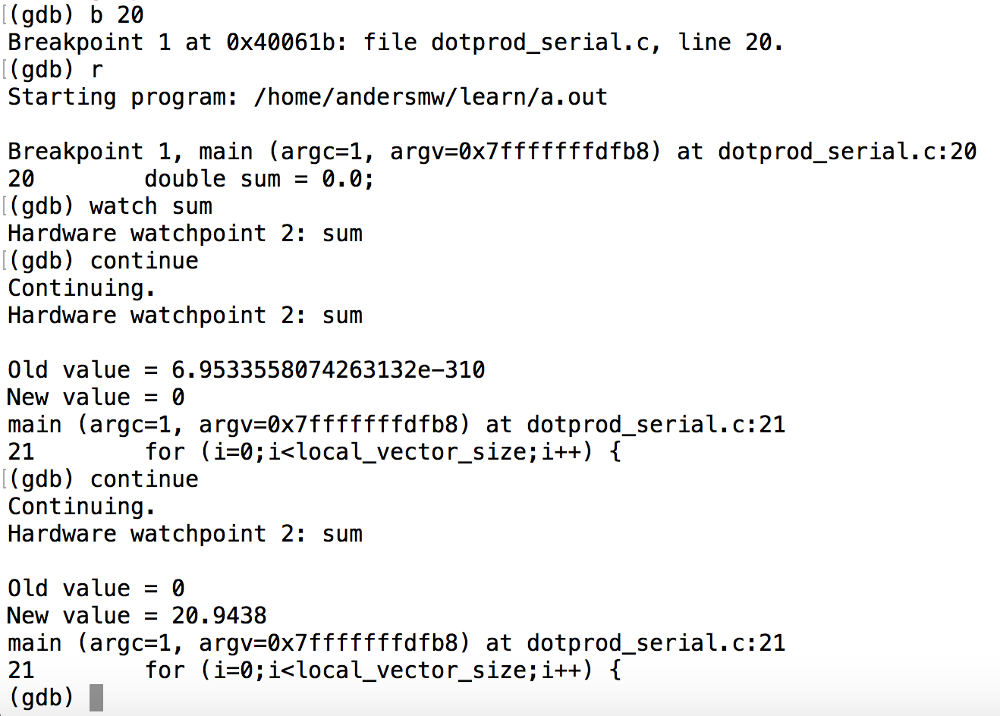 (gdb) b 20
Breakpoint 1 at 0x40061b: file dotprod_serial.c, line 20.
(gdb) r
Starting program: /home/andersmw/learn/a.out
Breakpoint 1, main (argc=1, argv=0x7fffffffdfb8) at dotprod_serial.c:20
20        double sum = 0.0;
(gdb) watch sum
Hardware watchpoint 2: sum
(gdb) continue
Continuing.
Hardware watchpoint 2: sum
Old value = 6.9533558074263132e-310
New value = 0
main (argc=1, argv=0x7fffffffdfb8) at dotprod_serial.c:21
21        for (i=0;i<local_vector_size;i++) {
(gdb) continue
Continuing.
Hardware watchpoint 2: sum
Old value = 0
New value = 20.9438
main (argc=1, argv=0x7fffffffdfb8) at dotprod_serial.c:21
21        for (i=0;i<local_vector_size;i++) {
(gdb)